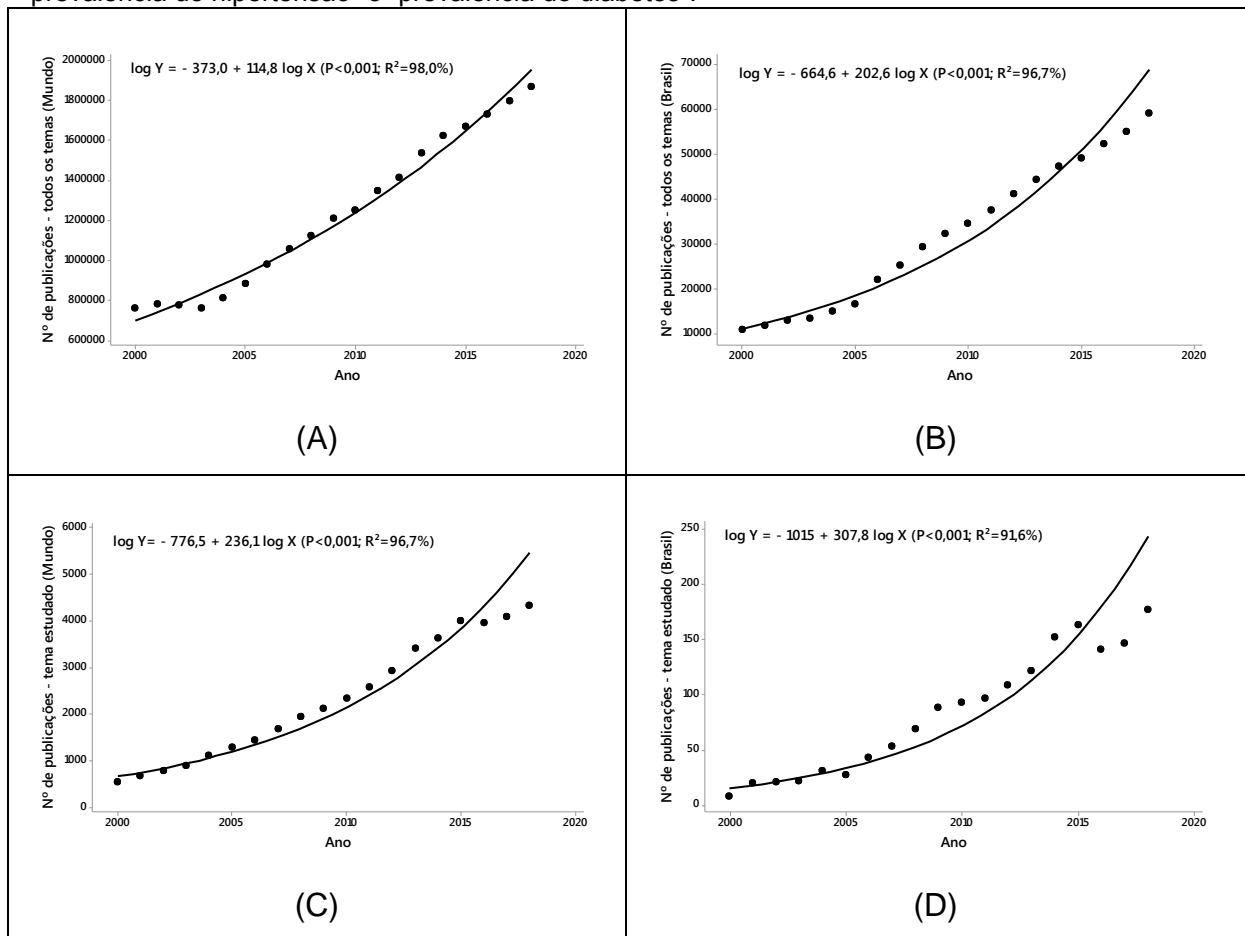 prevalência de hipertensão" e "prevalência de diabetes".
log Y = - 373,0 + 114,8 log X (P<0,001; R²=98,0%)
Nº de publicações - todos os temas (Mundo)
2000000
1800000
1600000
1400000
1200000
1000000
800000
600000
2000 2005 2010 2015 2020
Ano
(A)
log Y = - 664,6 + 202,6 log X (P<0,001; R²=96,7%)
Nº de publicações - todos os temas (Brasil)
70000
60000
50000
40000
30000
20000
10000
2000 2005 2010 2015 2020
Ano
(B)
log Y= - 776,5 + 236,1 log X (P<0,001; R²=96,7%)
Nº de publicações - tema estudado (Mundo)
6000
5000
4000
3000
2000
1000
0
2000 2005 2010 2015 2020
Ano
(C)
log Y = - 1015 + 307,8 log X (P<0,001; R²=91,6%)
Nº de publicações - tema estudado (Brasil)
250
200
150
100
50
0
2000 2005 2010 2015 2020
Ano
(D)